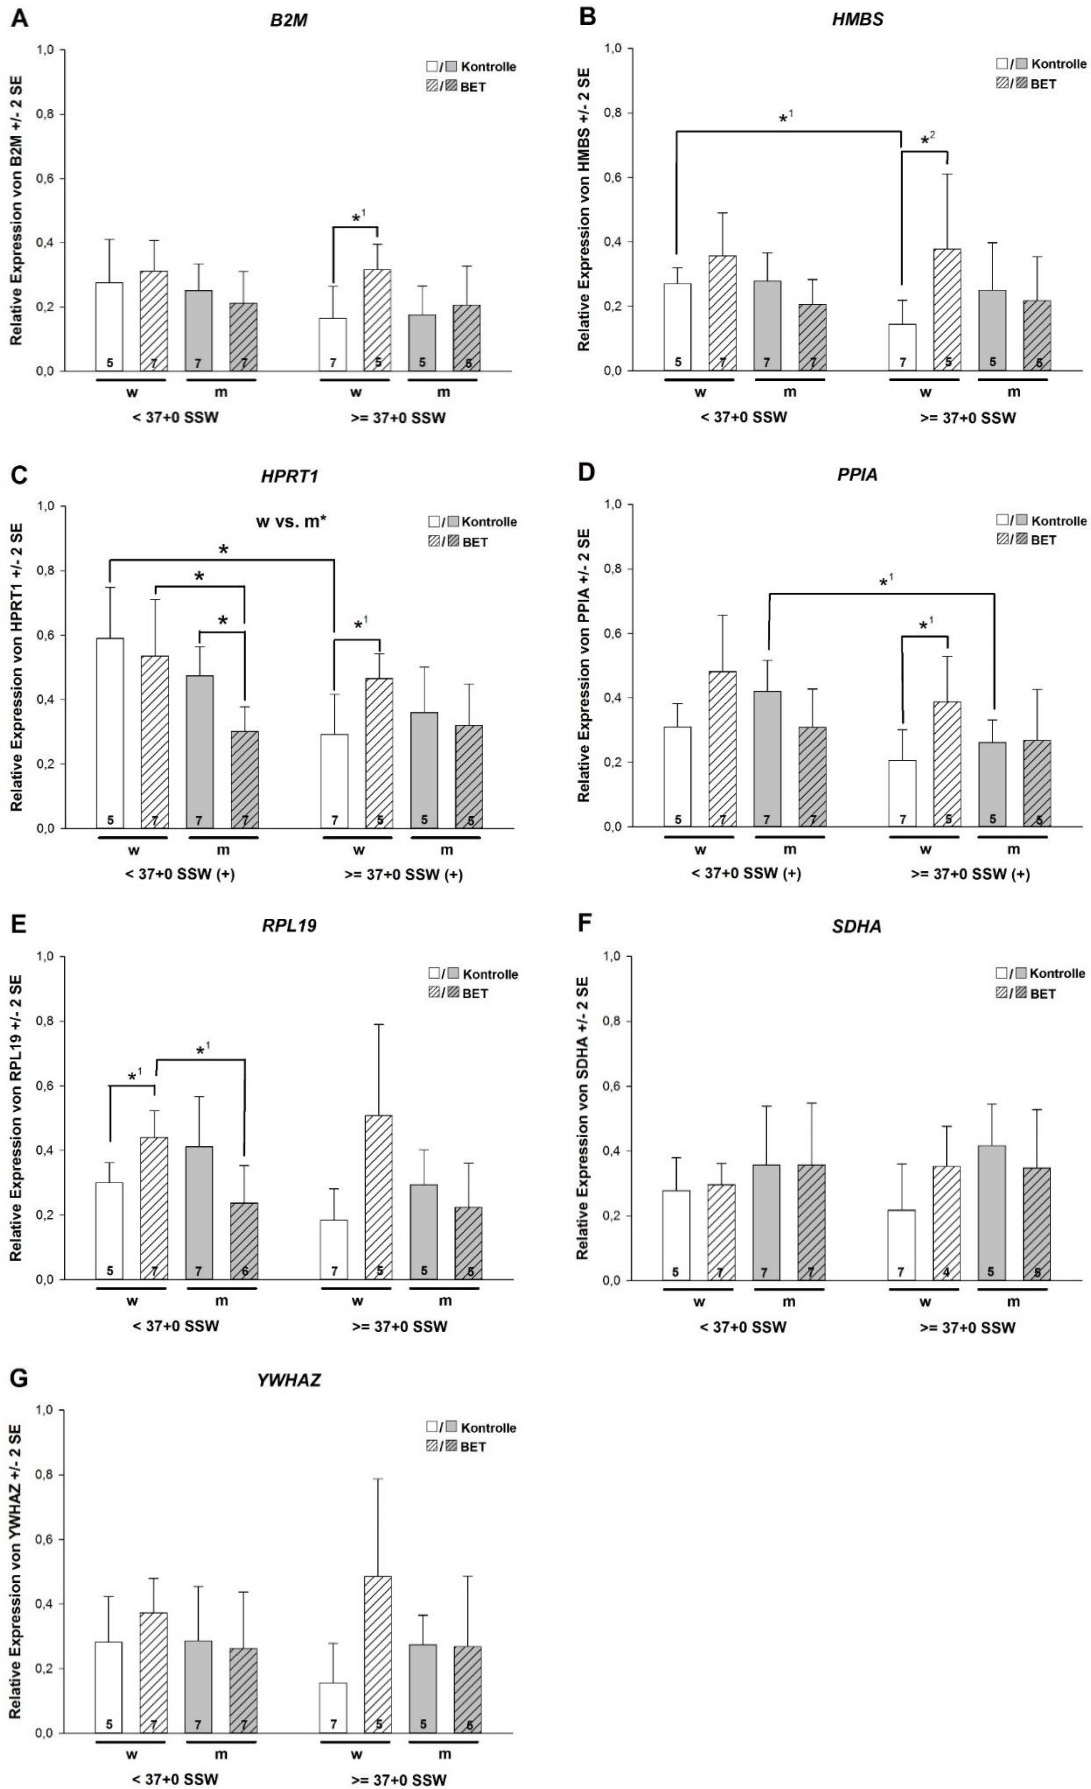 A
B2M
Relative Expression von B2M +/- 2 SE
1,0
0,8
0,6
0,4
0,2
0,0
/ Kontrolle
/ BET
*1
5 7 7 7 7 5 5 5
w m w m
< 37+0 SSW >= 37+0 SSW
B
HMBS
Relative Expression von HMBS +/- 2 SE
1,0
0,8
0,6
0,4
0,2
0,0
/ Kontrolle
/ BET
*1
*2
5 7 7 7 7 5 5 5
w m w m
< 37+0 SSW >= 37+0 SSW
C
HPRT1
Relative Expression von HPRT1 +/- 2 SE
1,0
0,8
0,6
0,4
0,2
0,0
/ Kontrolle
/ BET
w vs. m*
*
*
*
*1
5 7 7 7 7 5 5 5
w m w m
< 37+0 SSW (+) >= 37+0 SSW (+)
D
PPIA
Relative Expression von PPIA +/- 2 SE
1,0
0,8
0,6
0,4
0,2
0,0
/ Kontrolle
/ BET
*1
*1
5 7 7 7 7 5 5 5
w m w m
< 37+0 SSW (+) >= 37+0 SSW (+)
E
RPL19
Relative Expression von RPL19 +/- 2 SE
1,0
0,8
0,6
0,4
0,2
0,0
/ Kontrolle
/ BET
*1
*1
5 7 7 6 7 5 5 5
w m w m
< 37+0 SSW >= 37+0 SSW
F
SDHA
Relative Expression von SDHA +/- 2 SE
1,0
0,8
0,6
0,4
0,2
0,0
/ Kontrolle
/ BET
5 7 7 7 7 4 5 5
w m w m
< 37+0 SSW >= 37+0 SSW
G
YWHAZ
Relative Expression von YWHAZ +/- 2 SE
1,0
0,8
0,6
0,4
0,2
0,0
/ Kontrolle
/ BET
5 7 7 7 7 5 5 5
w m w m
< 37+0 SSW >= 37+0 SSW